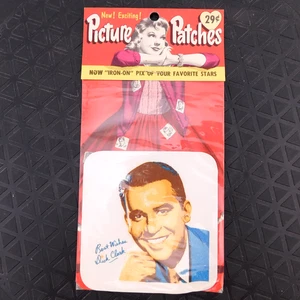 New! Exciting!
29¢
Picture Patches
NOW "IRON-ON" PIX OF YOUR FAVORITE STARS
Best Wishes
Dick Clark